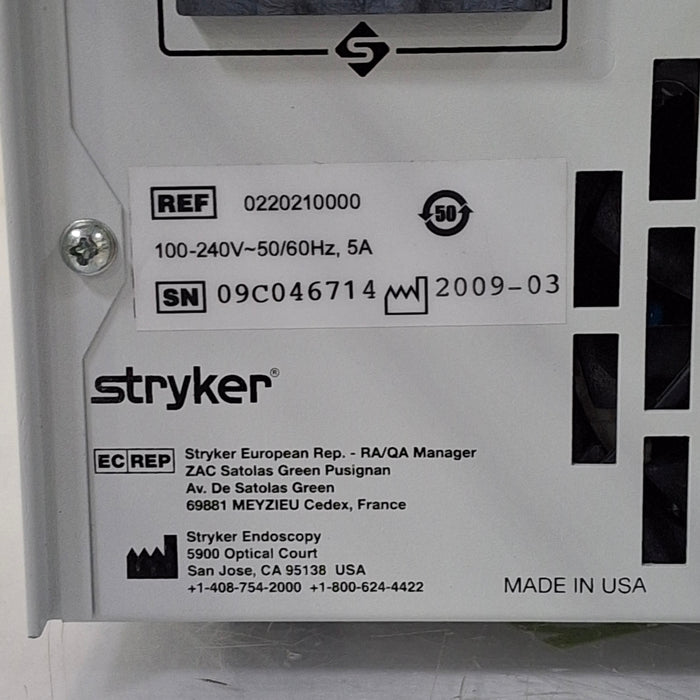 S
REF 0220210000 50
100-240V~50/60Hz, 5A
SN 09C046714 2009-03
stryker®
EC REP Stryker European Rep. - RA/QA Manager
ZAC Satolas Green Pusignan
Av. De Satolas Green
69881 MEYZIEU Cedex, France
Stryker Endoscopy
5900 Optical Court
San Jose, CA 95138 USA
+1-408-754-2000 +1-800-624-4422
MADE IN USA